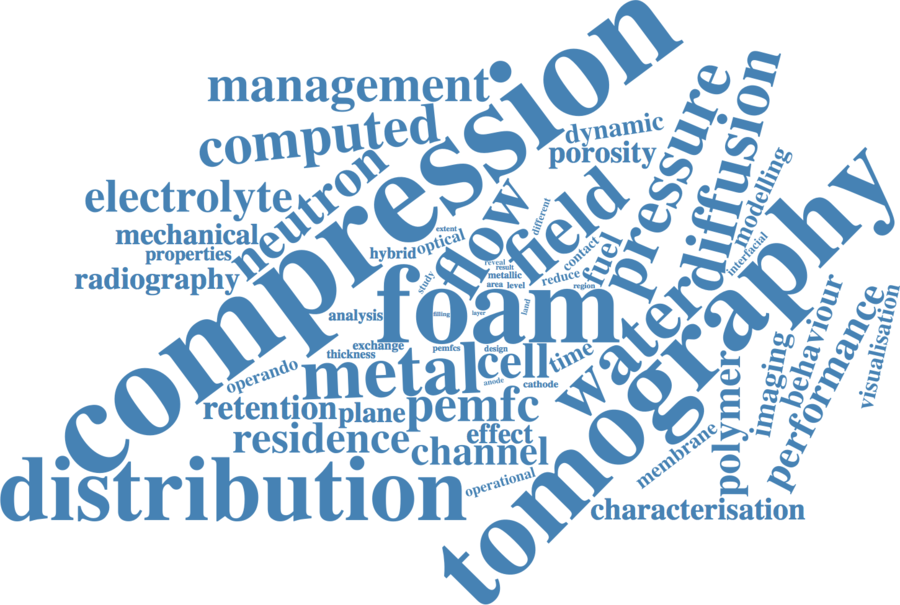 compression
management
computed
dynamic
porosity
pressure
diffusion
electrolyte
neutron
flow
field
different
modelling
tomography
mechanical
properties
radiography
hybrid
optical
extent
interfacial
contact
fuel
reveal
result
metallic
reduce
study
area
level
region
foam
land
water
analysis
filling
layer
exchange
thickness
pemfcs
design
operando
metal
cell
time
anode
cathode
behaviour
performance
visualisation
imaging
polymer
retention
plane
pemfc
residence
effect
channel
membrane
distribution
operational
characterisation